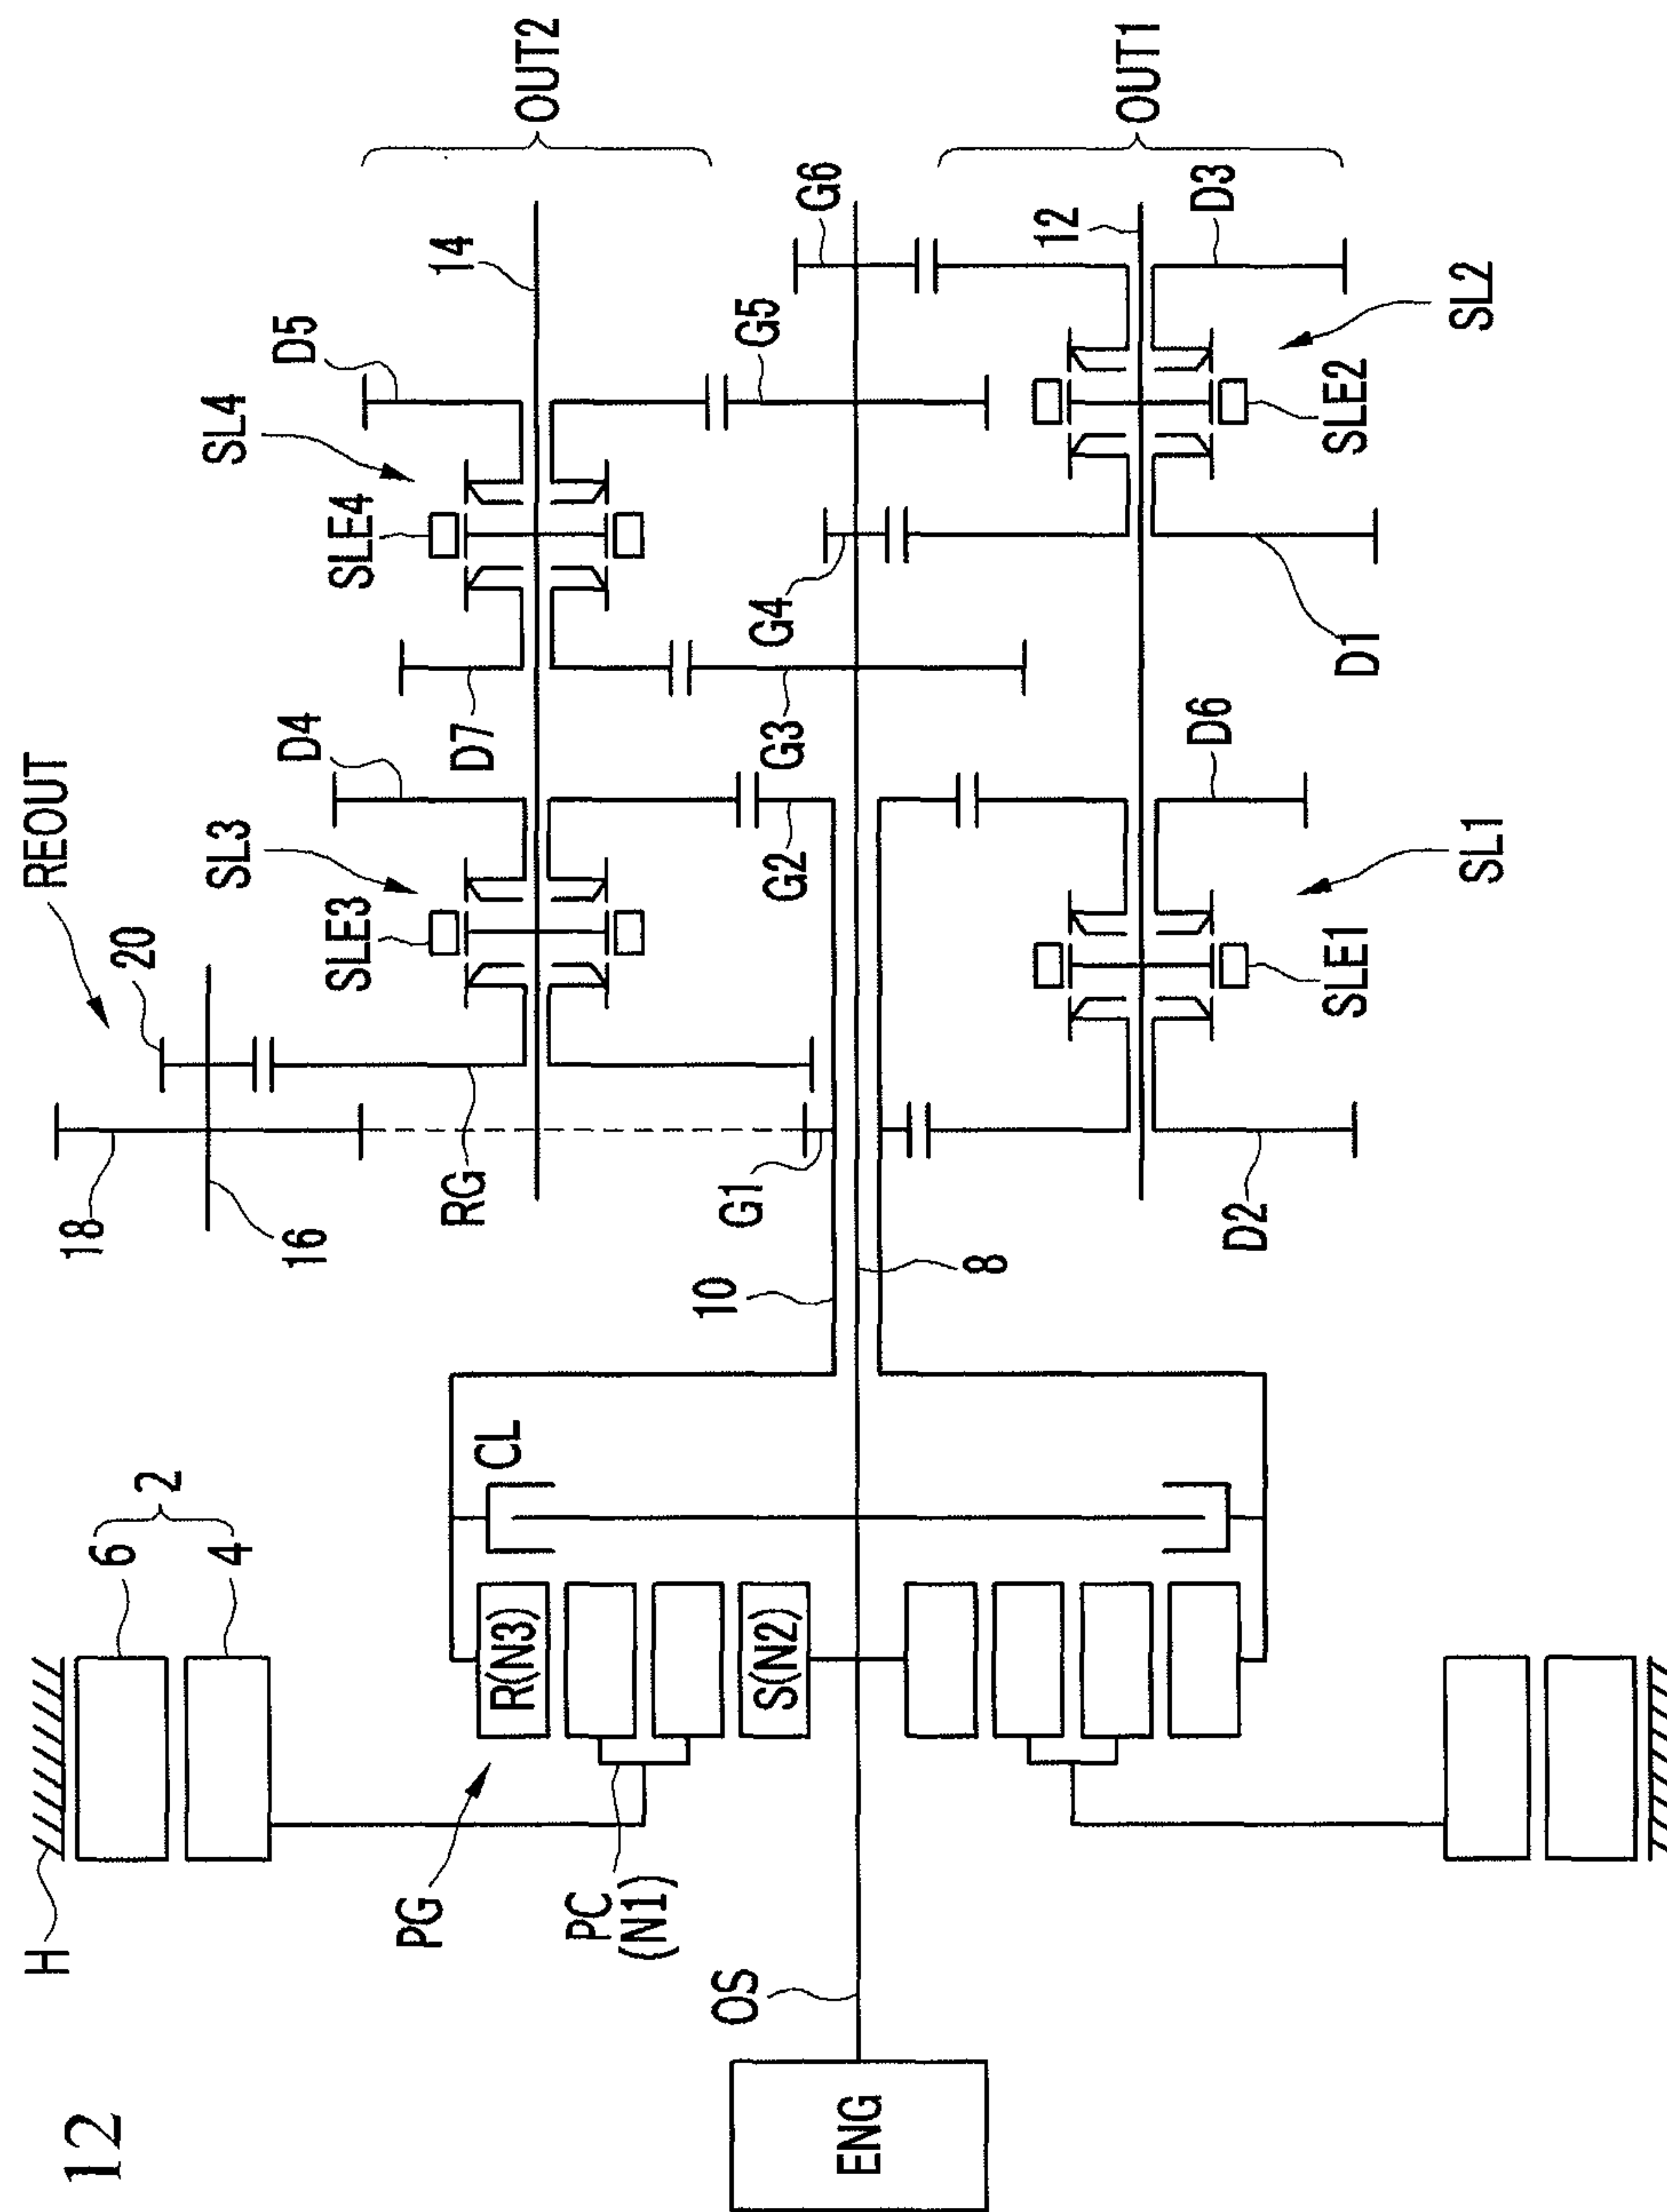 12
H
6
2
4
PG
PC
(N1)
R(N3)
S(N2)
CL
OS
ENG
REOUT
18
20
16
RG
SL3
SLE3
D4
D7
SL4
SLE4
D5
14
OUT2
G1
G2
G3
G4
G5
G6
10
8
12
OUT1
D2
SLE1
SL1
D6
D1
SLE2
SL2
D3